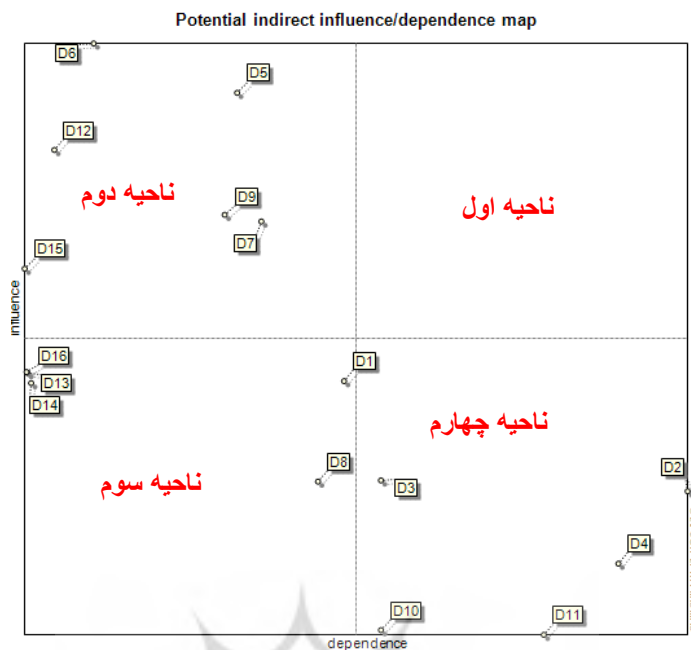 Potential indirect influence/dependence map
D6
D5
D12
ناحیه دوم
D9
ناحیه اول
D7
D15
influence
D16
D1
D13
D14
ناحیه چهارم
D8
D2
ناحیه سوم
D3
D4
D10
D11
dependence